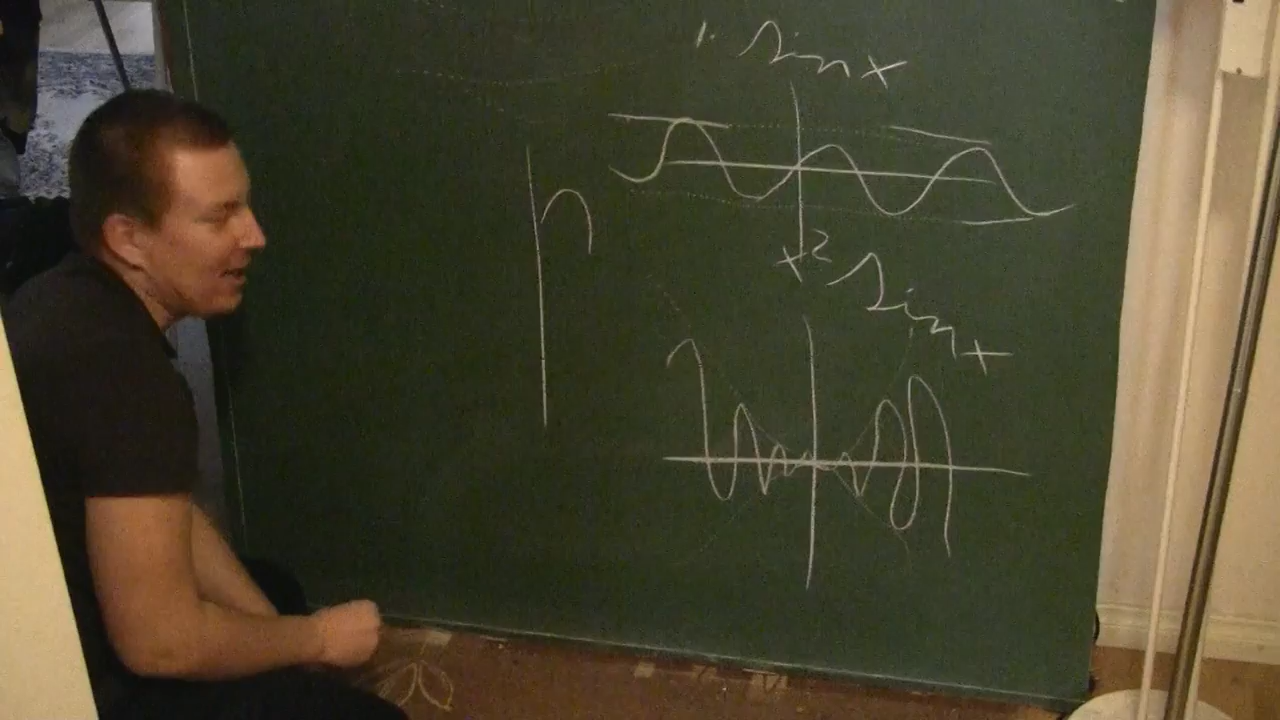 1. sin x
x² sin x